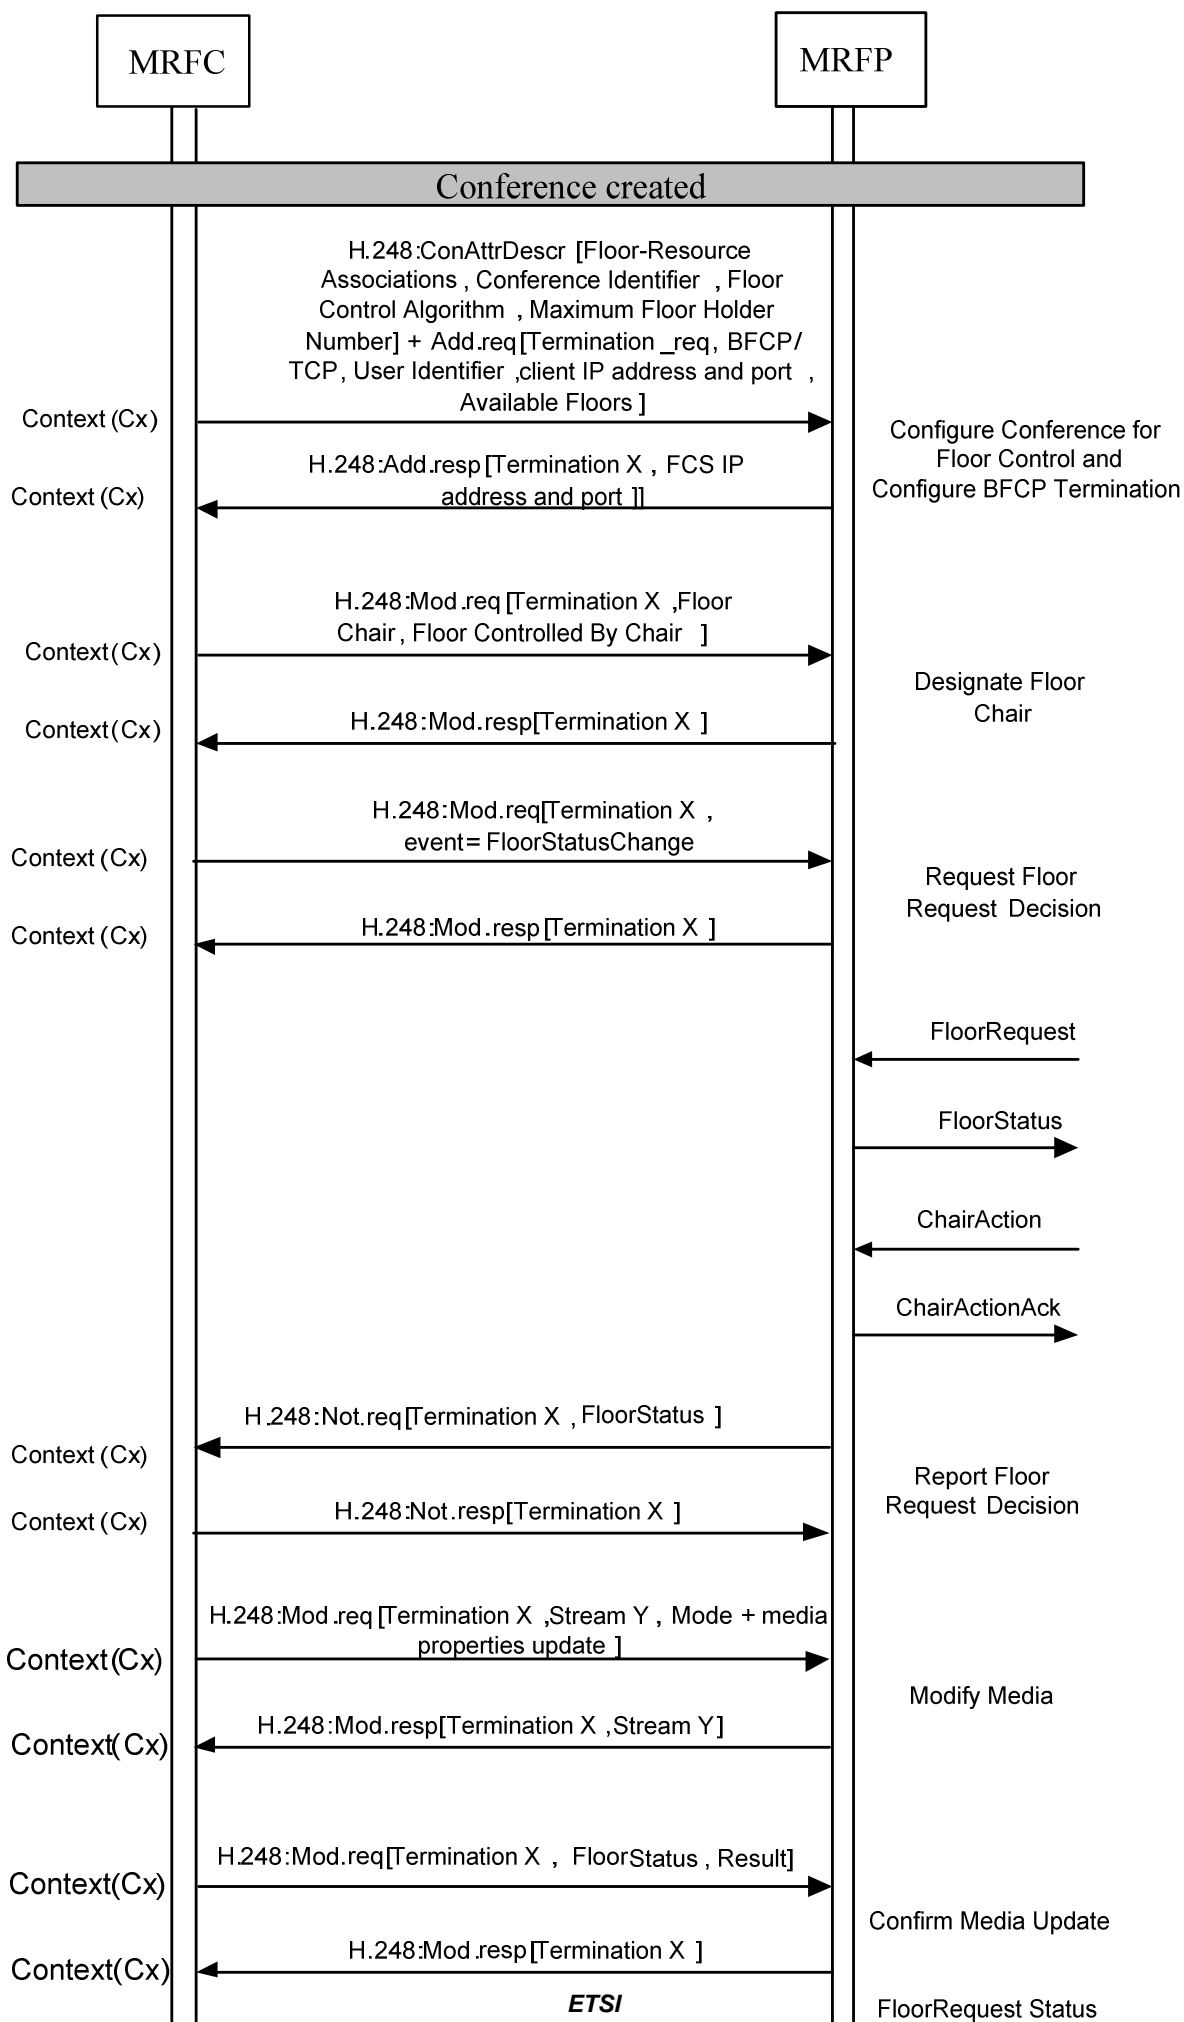 MRFC
MRFP
Conference created
H.248:ConAttrDescr [Floor-Resource
Associations, Conference Identifier , Floor
Control Algorithm , Maximum Floor Holder
Number] + Add.req[Termination _req, BFCP/
TCP, User Identifier ,client IP address and port ,
Available Floors ]
Context (Cx)
Configure Conference for
Floor Control and
Configure BFCP Termination
H.248:Add.resp [Termination X , FCS IP
address and port ]]
Context (Cx)
H.248:Mod.req [Termination X ,Floor
Chair, Floor Controlled By Chair ]
Context (Cx)
Designate Floor
Chair
H.248:Mod.resp[Termination X ]
Context (Cx)
H.248:Mod.req[Termination X ,
event= FloorStatusChange
Context (Cx)
Request Floor
Request Decision
H.248:Mod.resp [Termination X ]
Context (Cx)
FloorRequest
FloorStatus
ChairAction
ChairActionAck
H.248:Not.req[Termination X , FloorStatus ]
Context (Cx)
Report Floor
Request Decision
H.248:Not.resp[Termination X ]
Context (Cx)
H.248:Mod.req [Termination X ,Stream Y , Mode + media
properties update ]
Context (Cx)
Modify Media
H.248:Mod.resp[Termination X ,Stream Y]
Context( Cx)
H.248:Mod.req[Termination X , FloorStatus , Result]
Context(Cx)
Confirm Media Update
H.248:Mod.resp[Termination X ]
Context(Cx)
ETSI
FloorRequest Status